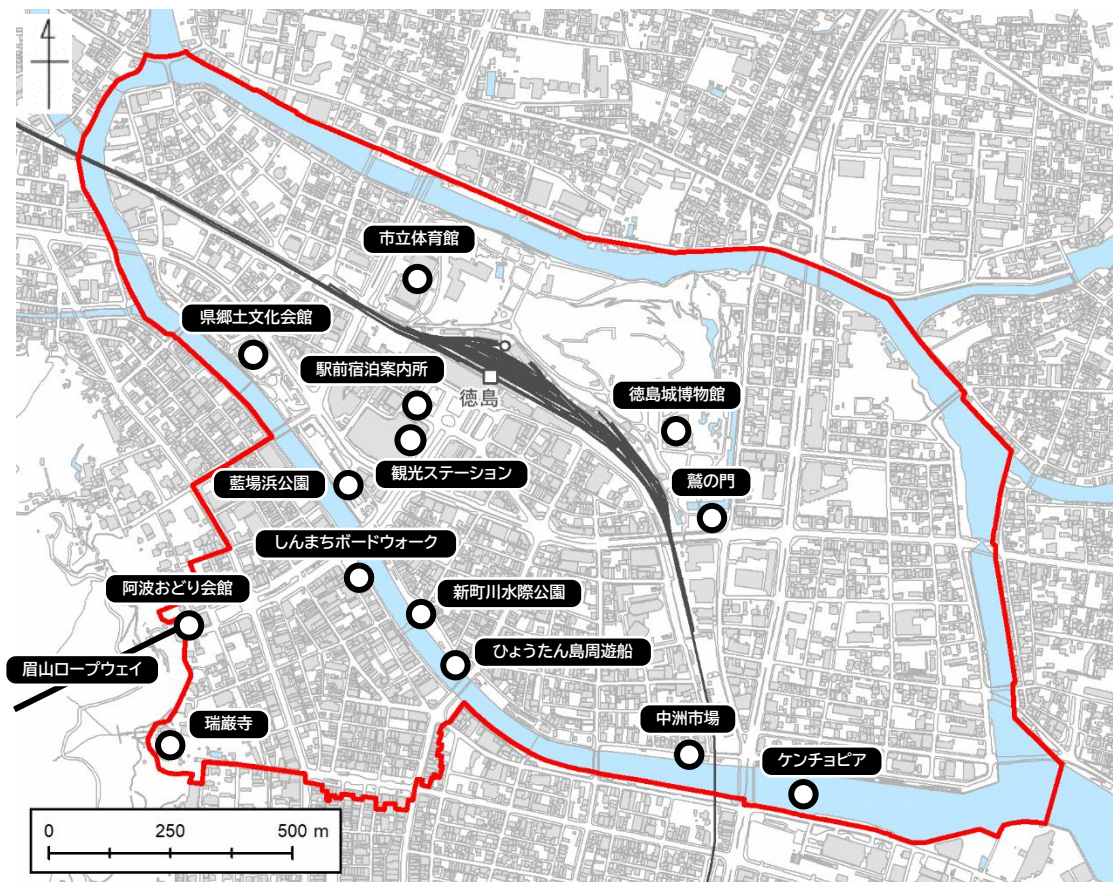 市立体育館
県郷土文化会館
駅前宿泊案内所
徳島
徳島城博物館
観光ステーション
藍場浜公園
鷲の門
しんまちボードウォーク
阿波おどり会館
新町川水際公園
眉山ロープウェイ
ひょうたん島周遊船
瑞巌寺
中洲市場
ケンチョピア
0 250 500 m